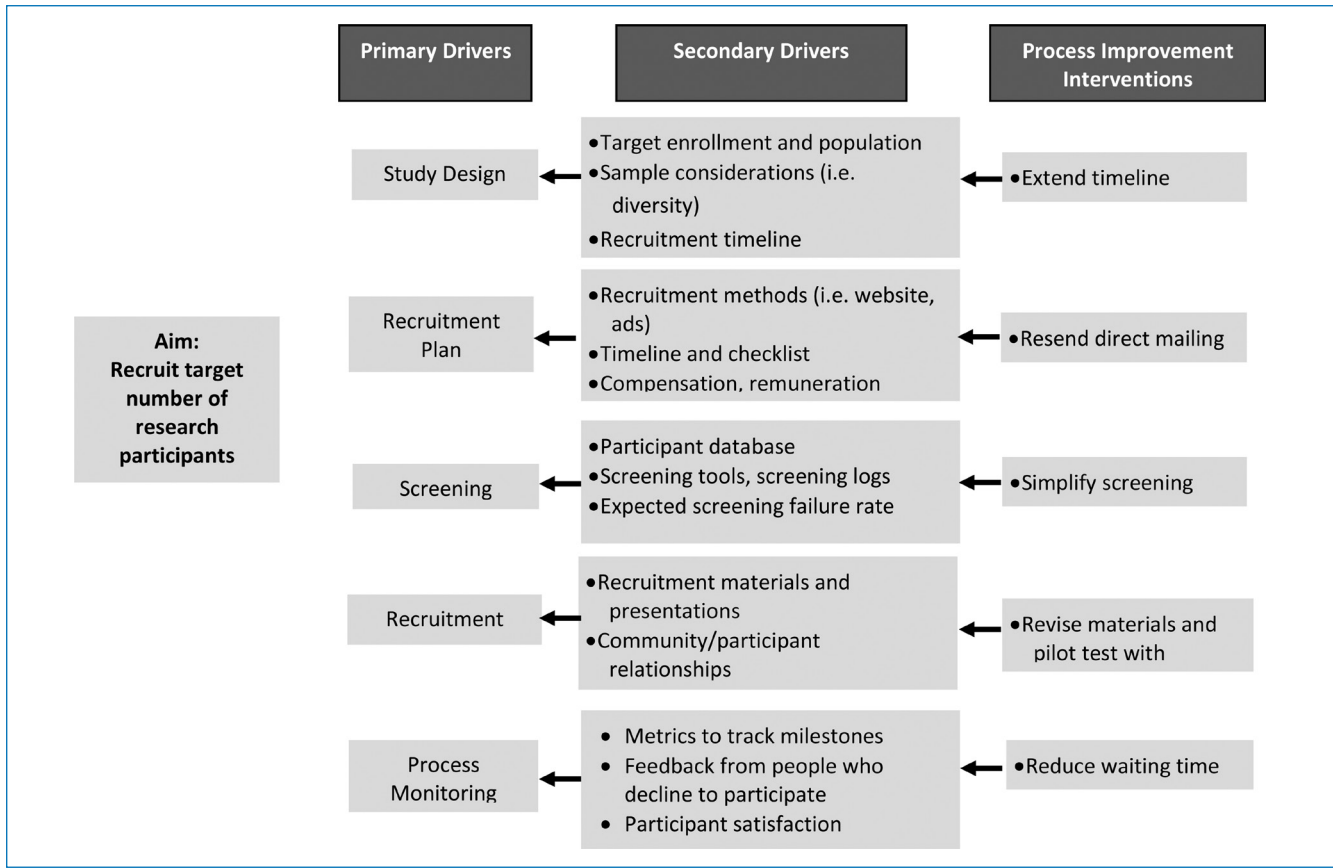 Primary Drivers
Secondary Drivers
Process Improvement
Interventions
Aim:
Recruit target
number of
research
participants
Study Design
•Target enrollment and population
•Sample considerations (i.e.
diversity)
•Recruitment timeline
•Extend timeline
Recruitment
Plan
•Recruitment methods (i.e. website,
ads)
•Timeline and checklist
•Compensation, remuneration
•Resend direct mailing
Screening
•Participant database
•Screening tools, screening logs
•Expected screening failure rate
•Simplify screening
Recruitment
•Recruitment materials and
presentations
•Community/participant
relationships
•Revise materials and
pilot test with
Process
Monitoring
• Metrics to track milestones
• Feedback from people who
decline to participate
• Participant satisfaction
•Reduce waiting time